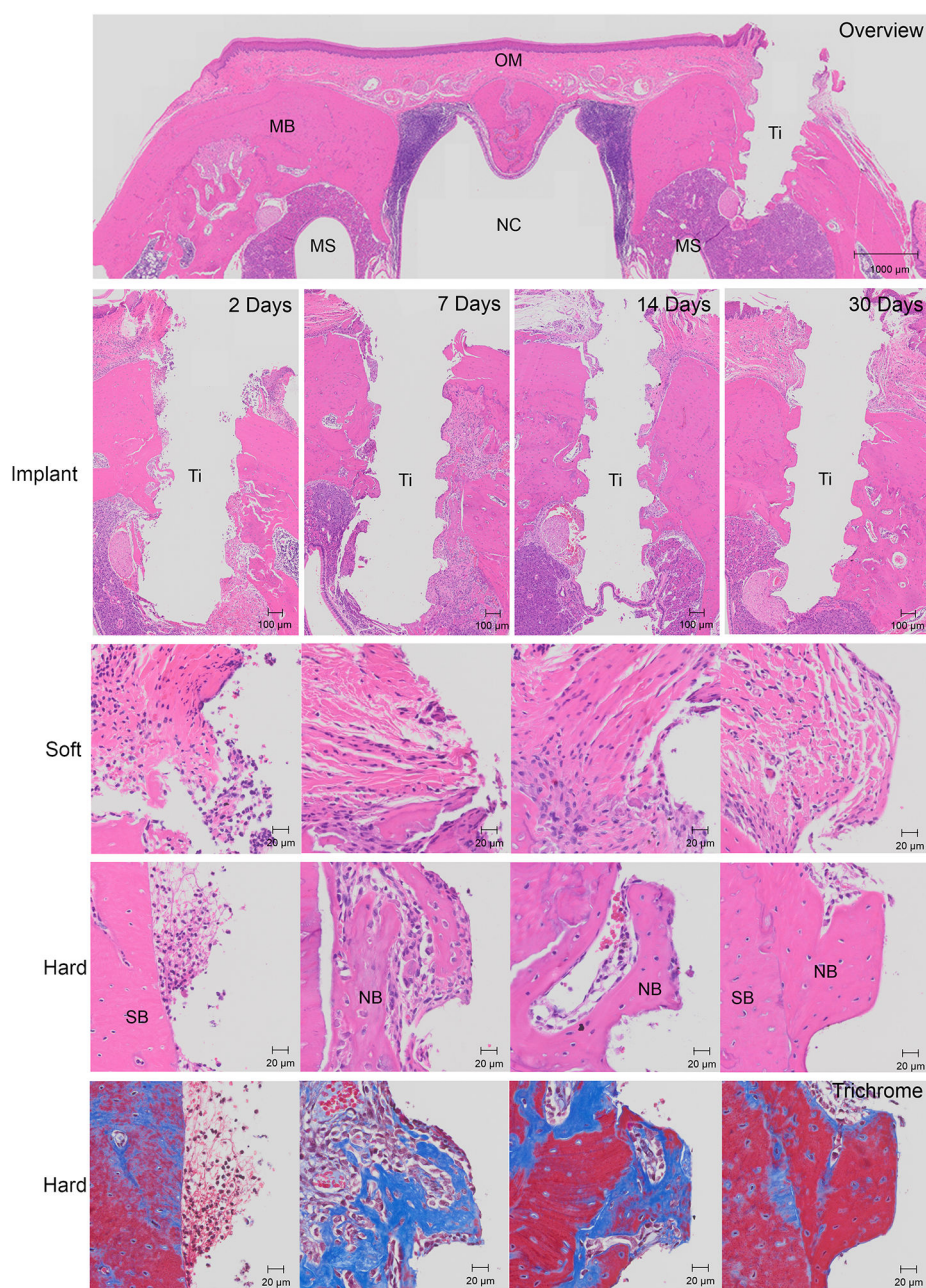 Overview
OM
MB
Ti
NC
MS
MS
1000 µm
2 Days
7 Days
14 Days
30 Days
Implant
Ti
Ti
Ti
Ti
100 µm
100 µm
100 µm
100 µm
Soft
20 µm
20 µm
20 µm
20 µm
Hard
SB
NB
NB
SB
NB
20 µm
20 µm
20 µm
20 µm
Trichrome
Hard
20 µm
20 µm
20 µm
20 µm